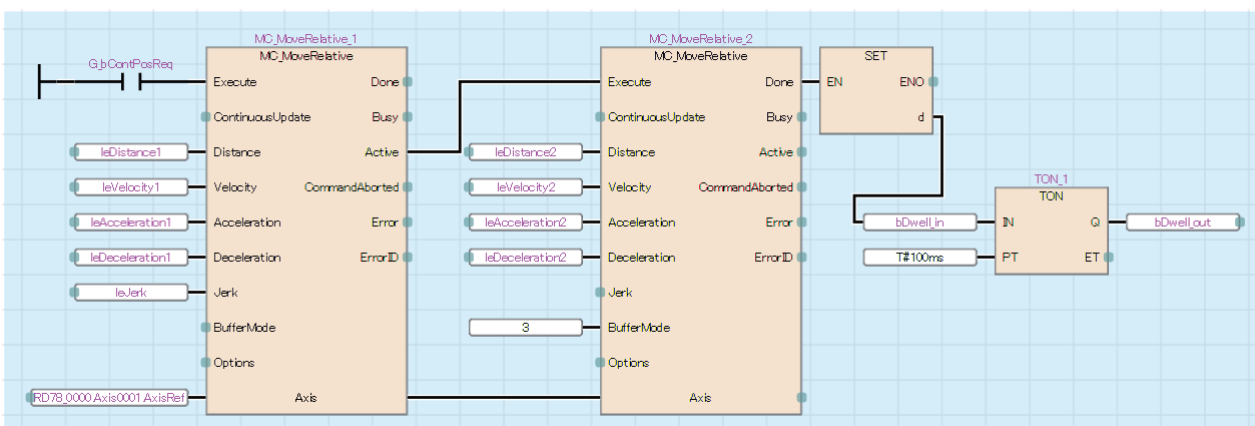 G_bContPosReq
MC_MoveRelative_1
MC_MoveRelative
Execute Done
ContinuousUpdate Busy
leDistance1 Distance Active
leVelocity1 Velocity CommandAborted
leAcceleration1 Acceleration Error
leDeceleration1 Deceleration ErrorID
leJerk Jerk
BufferMode
Options
RD78_0000.Axis0001.AxisRef Axis
MC_MoveRelative_2
MC_MoveRelative
Execute Done
ContinuousUpdate Busy
leDistance2 Distance Active
leVelocity2 Velocity CommandAborted
leAcceleration2 Acceleration Error
leDeceleration2 Deceleration ErrorID
Jerk
3 BufferMode
Options
Axis
SET
EN ENO
d
TON_1
TON
bDwell_in IN Q bDwell_out
T#100ms PT ET